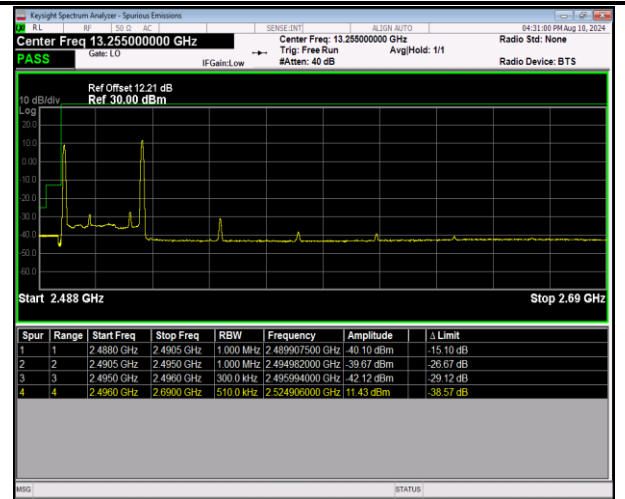 Keysight Spectrum Analyzer - Spurious Emissions
RL RF 50 Ω AC SENSE:INT ALIGN AUTO 04:31:00 PM Aug 10, 2024
Center Freq 13.255000000 GHz Center Freq: 13.255000000 GHz Radio Std: None
PASS Gate: LO Trig: Free Run Avg|Hold: 1/1
IFGain:Low #Atten: 40 dB Radio Device: BTS
Ref Offset 12.21 dB
10 dB/div Ref 30.00 dBm
Log
20.0
10.0
0.00
-10.0
-20.0
-30.0
-40.0
-50.0
-60.0
Start 2.488 GHz Stop 2.69 GHz
Spur Range Start Freq Stop Freq RBW Frequency Amplitude Δ Limit
1 1 2.4880 GHz 2.4905 GHz 1.000 MHz 2.489907500 GHz -40.10 dBm -15.10 dB
2 2 2.4905 GHz 2.4950 GHz 1.000 MHz 2.494982000 GHz -39.67 dBm -26.67 dB
3 3 2.4950 GHz 2.4960 GHz 300.0 kHz 2.495994000 GHz -42.12 dBm -29.12 dB
4 4 2.4960 GHz 2.6900 GHz 510.0 kHz 2.524906000 GHz 11.43 dBm -38.57 dB
MSG STATUS